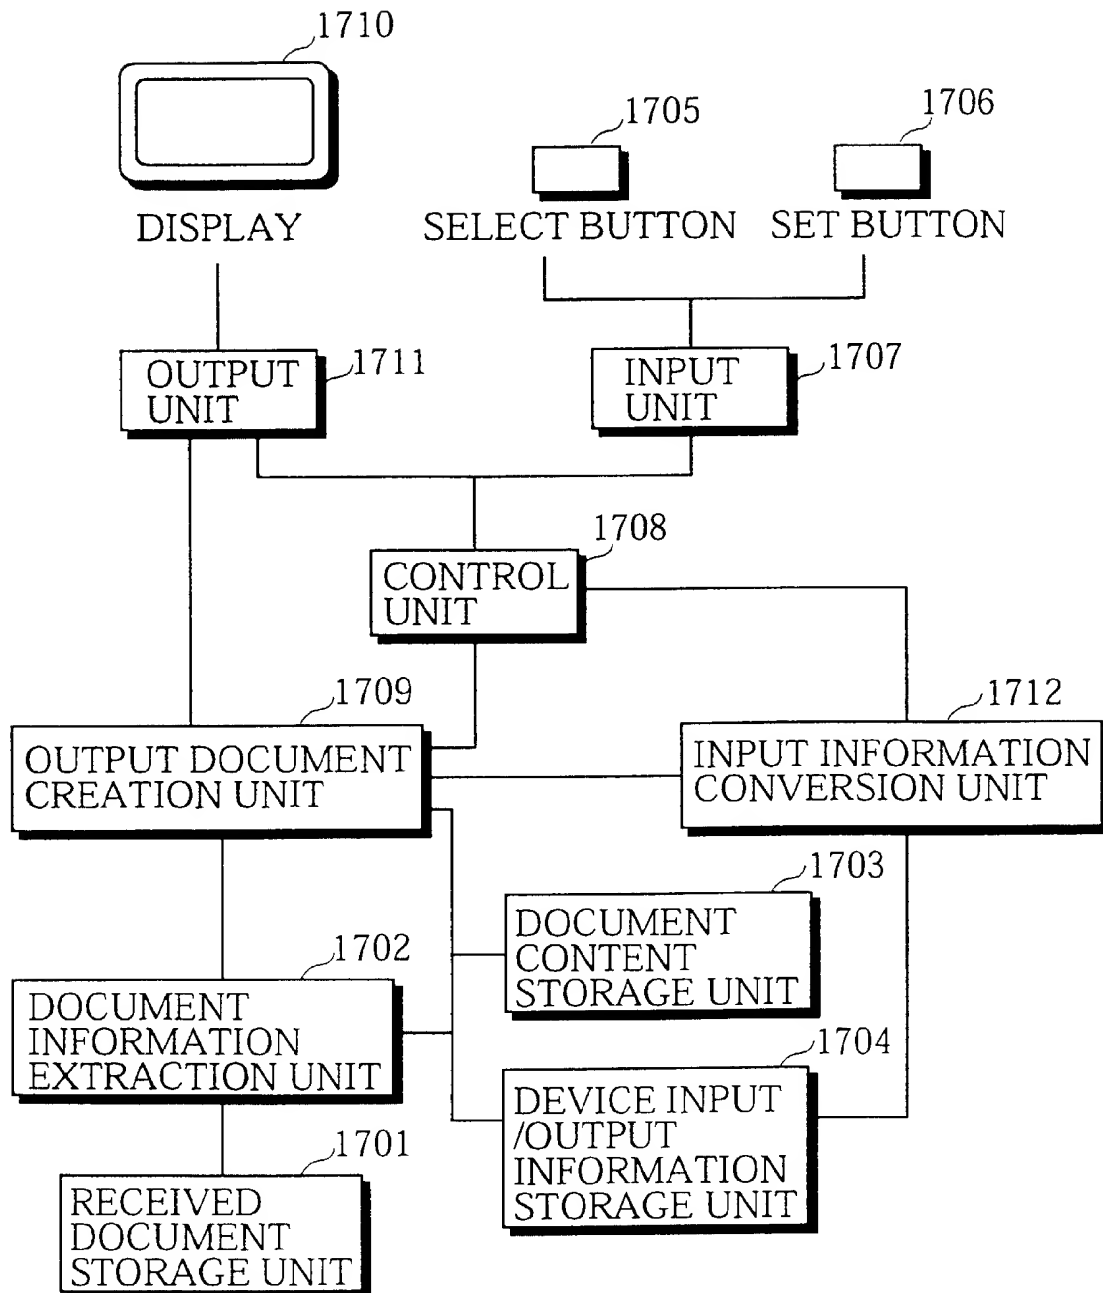 1710
1705
1706
DISPLAY
SELECT BUTTON
SET BUTTON
OUTPUT
UNIT
1711
INPUT
UNIT
1707
1708
CONTROL
UNIT
1709
OUTPUT DOCUMENT
CREATION UNIT
1712
INPUT INFORMATION
CONVERSION UNIT
1703
DOCUMENT
CONTENT
STORAGE UNIT
1702
DOCUMENT
INFORMATION
EXTRACTION UNIT
1704
DEVICE INPUT
/OUTPUT
INFORMATION
STORAGE UNIT
1701
RECEIVED
DOCUMENT
STORAGE UNIT